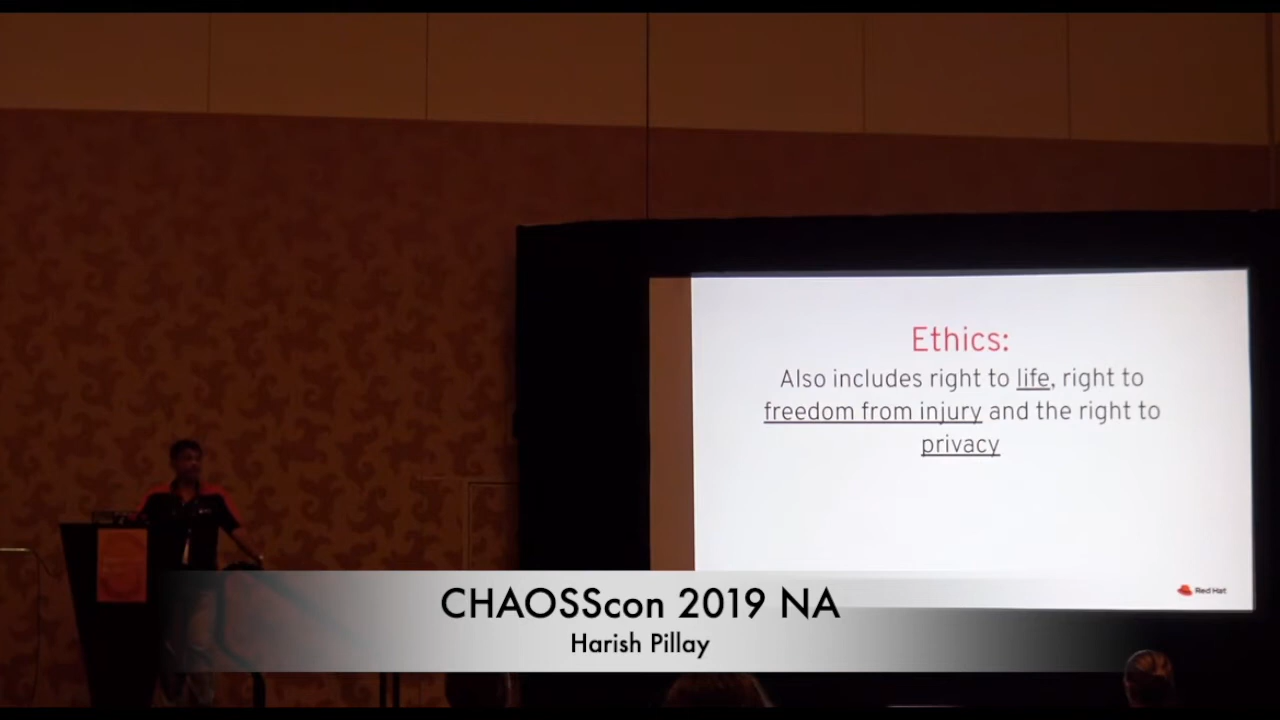 Ethics:
Also includes right to life, right to
freedom from injury and the right to
privacy
Red Hat
CHAOSScon 2019 NA
Harish Pillay